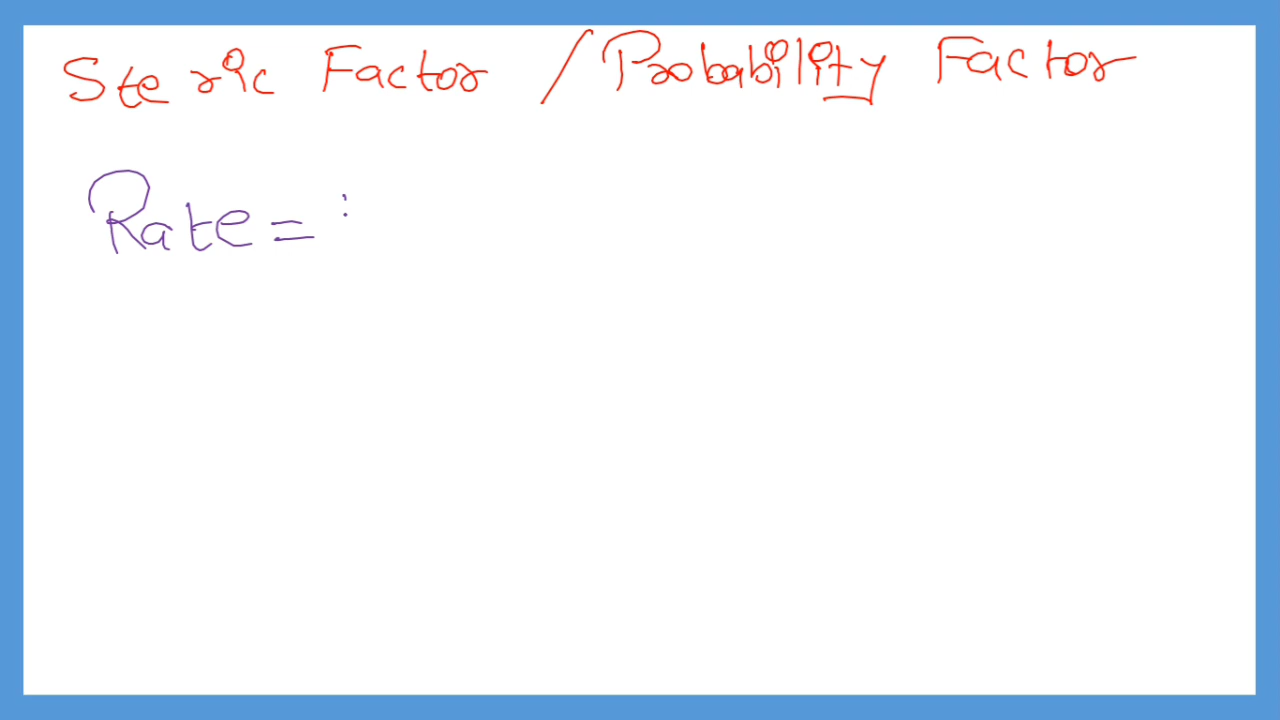 Steric Factor / Probability Factor
Rate =